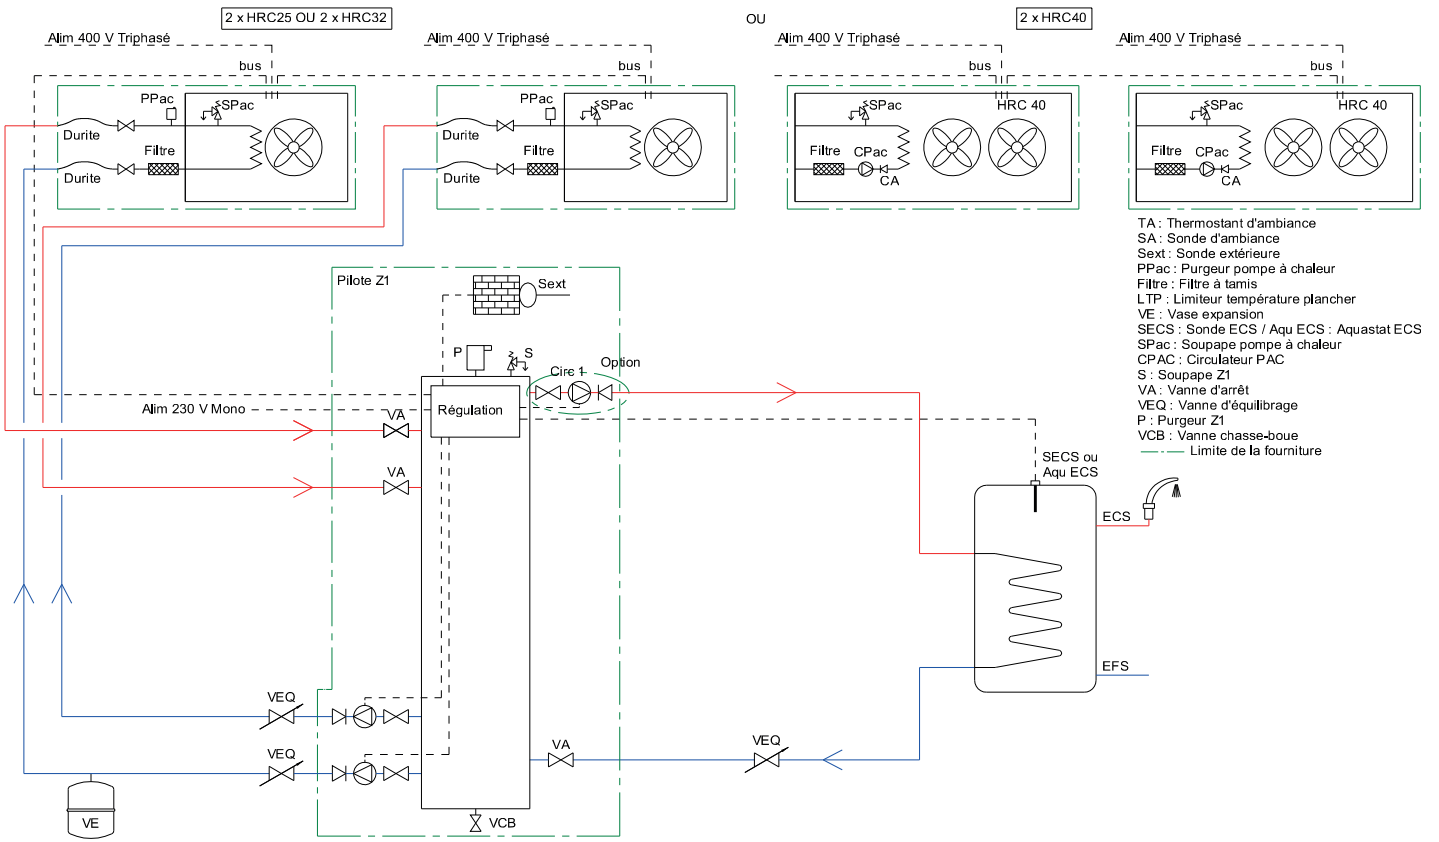 2 x HRC25 OU 2 x HRC32
OU
2 x HRC40
Alim 400 V Triphasé
Alim 400 V Triphasé
Alim 400 V Triphasé
Alim 400 V Triphasé
bus
bus
bus
bus
PPac
SPac
Durite
Filtre
Durite
PPac
SPac
Durite
Filtre
Durite
SPac
HRC 40
Filtre
CPac
CA
SPac
HRC 40
Filtre
CPac
CA
TA : Thermostant d'ambiance
SA : Sonde d'ambiance
Sext : Sonde extérieure
PPac : Purgeur pompe à chaleur
Filtre : Filtre à tamis
LTP : Limiteur température plancher
VE : Vase expansion
SECS : Sonde ECS / Aqu ECS : Aquastat ECS
SPac : Soupape pompe à chaleur
CPAC : Circulateur PAC
S : Soupape Z1
VA : Vanne d'arrêt
VEQ : Vanne d'équilibrage
P : Purgeur Z1
VCB : Vanne chasse-boue
Limite de la fourniture
Pilote Z1
Sext
P
S
Circ 1
Option
Alim 230 V Mono
Régulation
VA
VA
SECS ou
Aqu ECS
ECS
EFS
VEQ
VEQ
VA
VEQ
VE
VCB